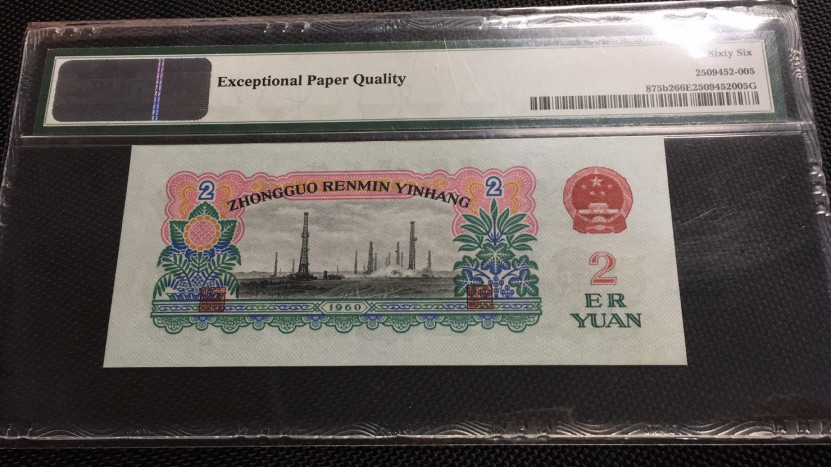 Sixty Six
Exceptional Paper Quality
2509452-005
875b266E2509452005G
2
2
ZHONGGUO RENMIN YINHANG
2
ER
YUAN
1960